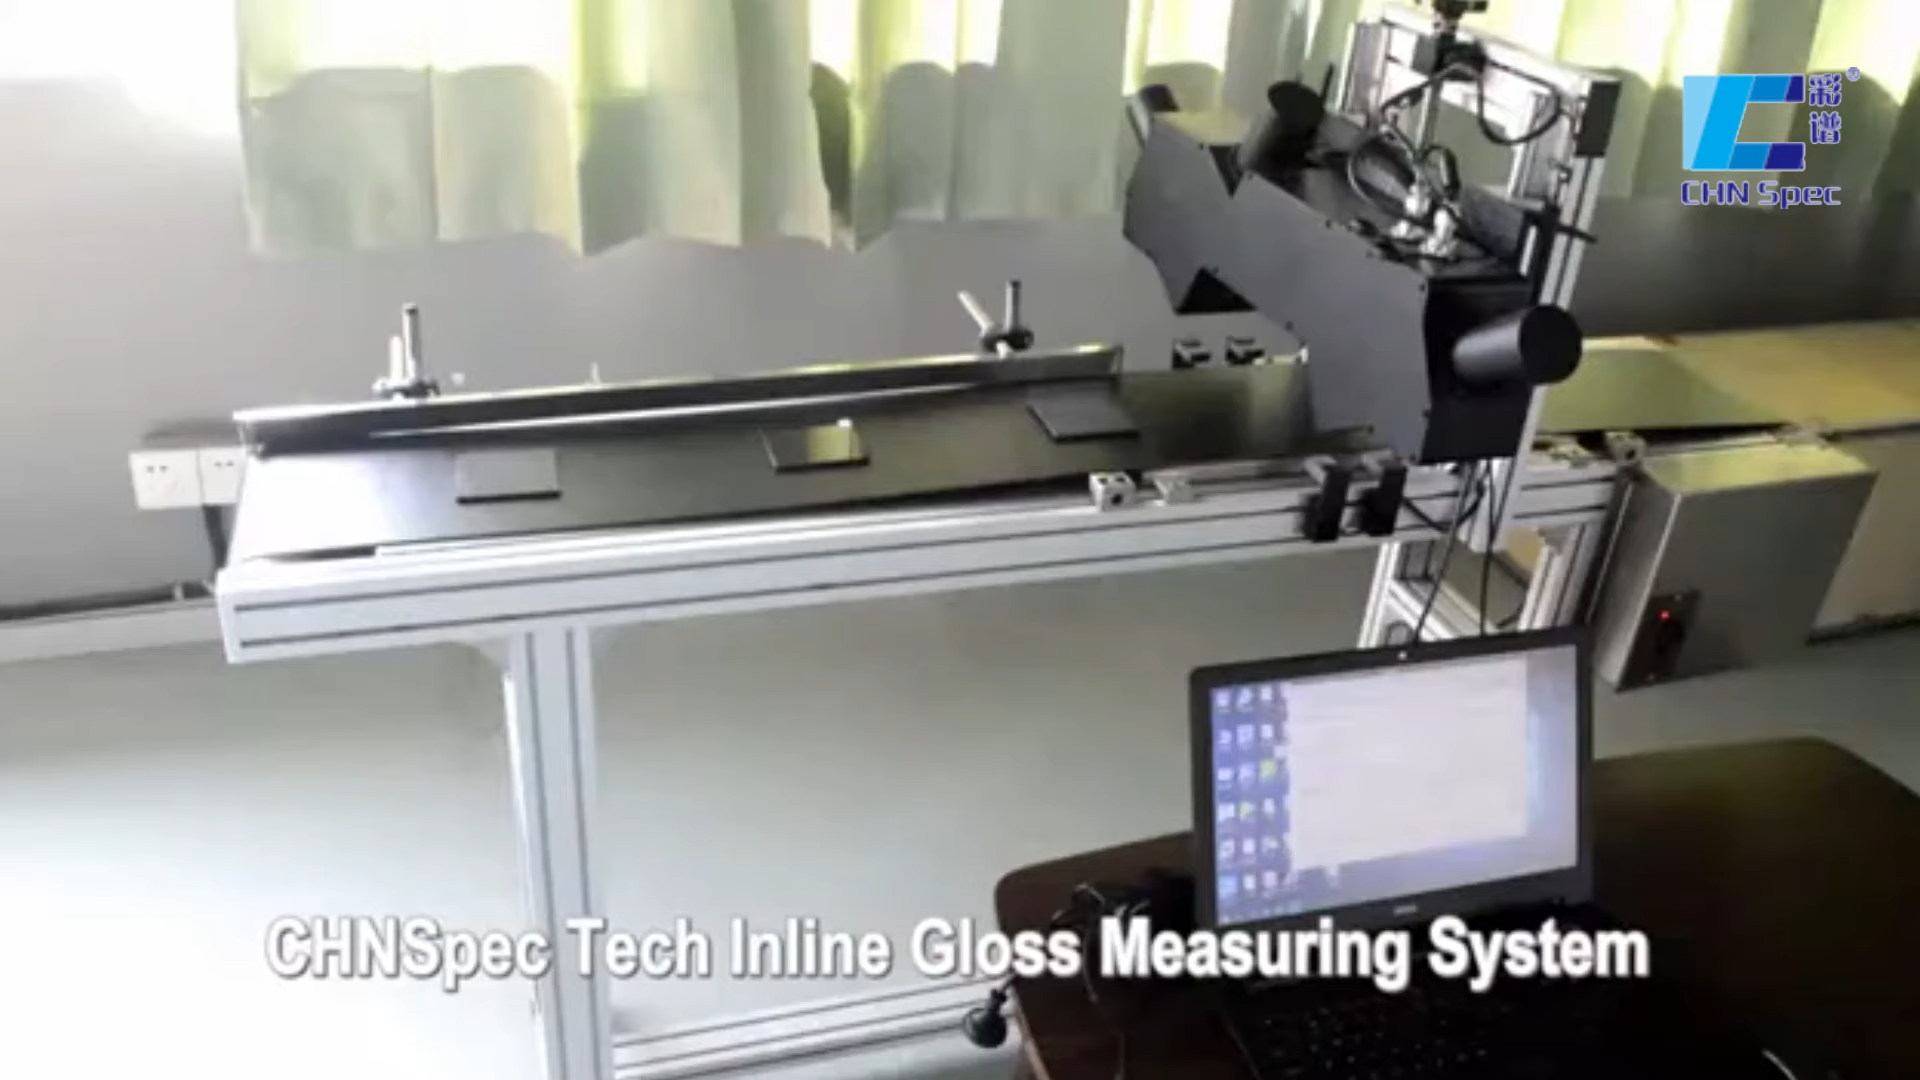 彩谱®
CHN Spec
CHNSpec Tech Inline Gloss Measuring System